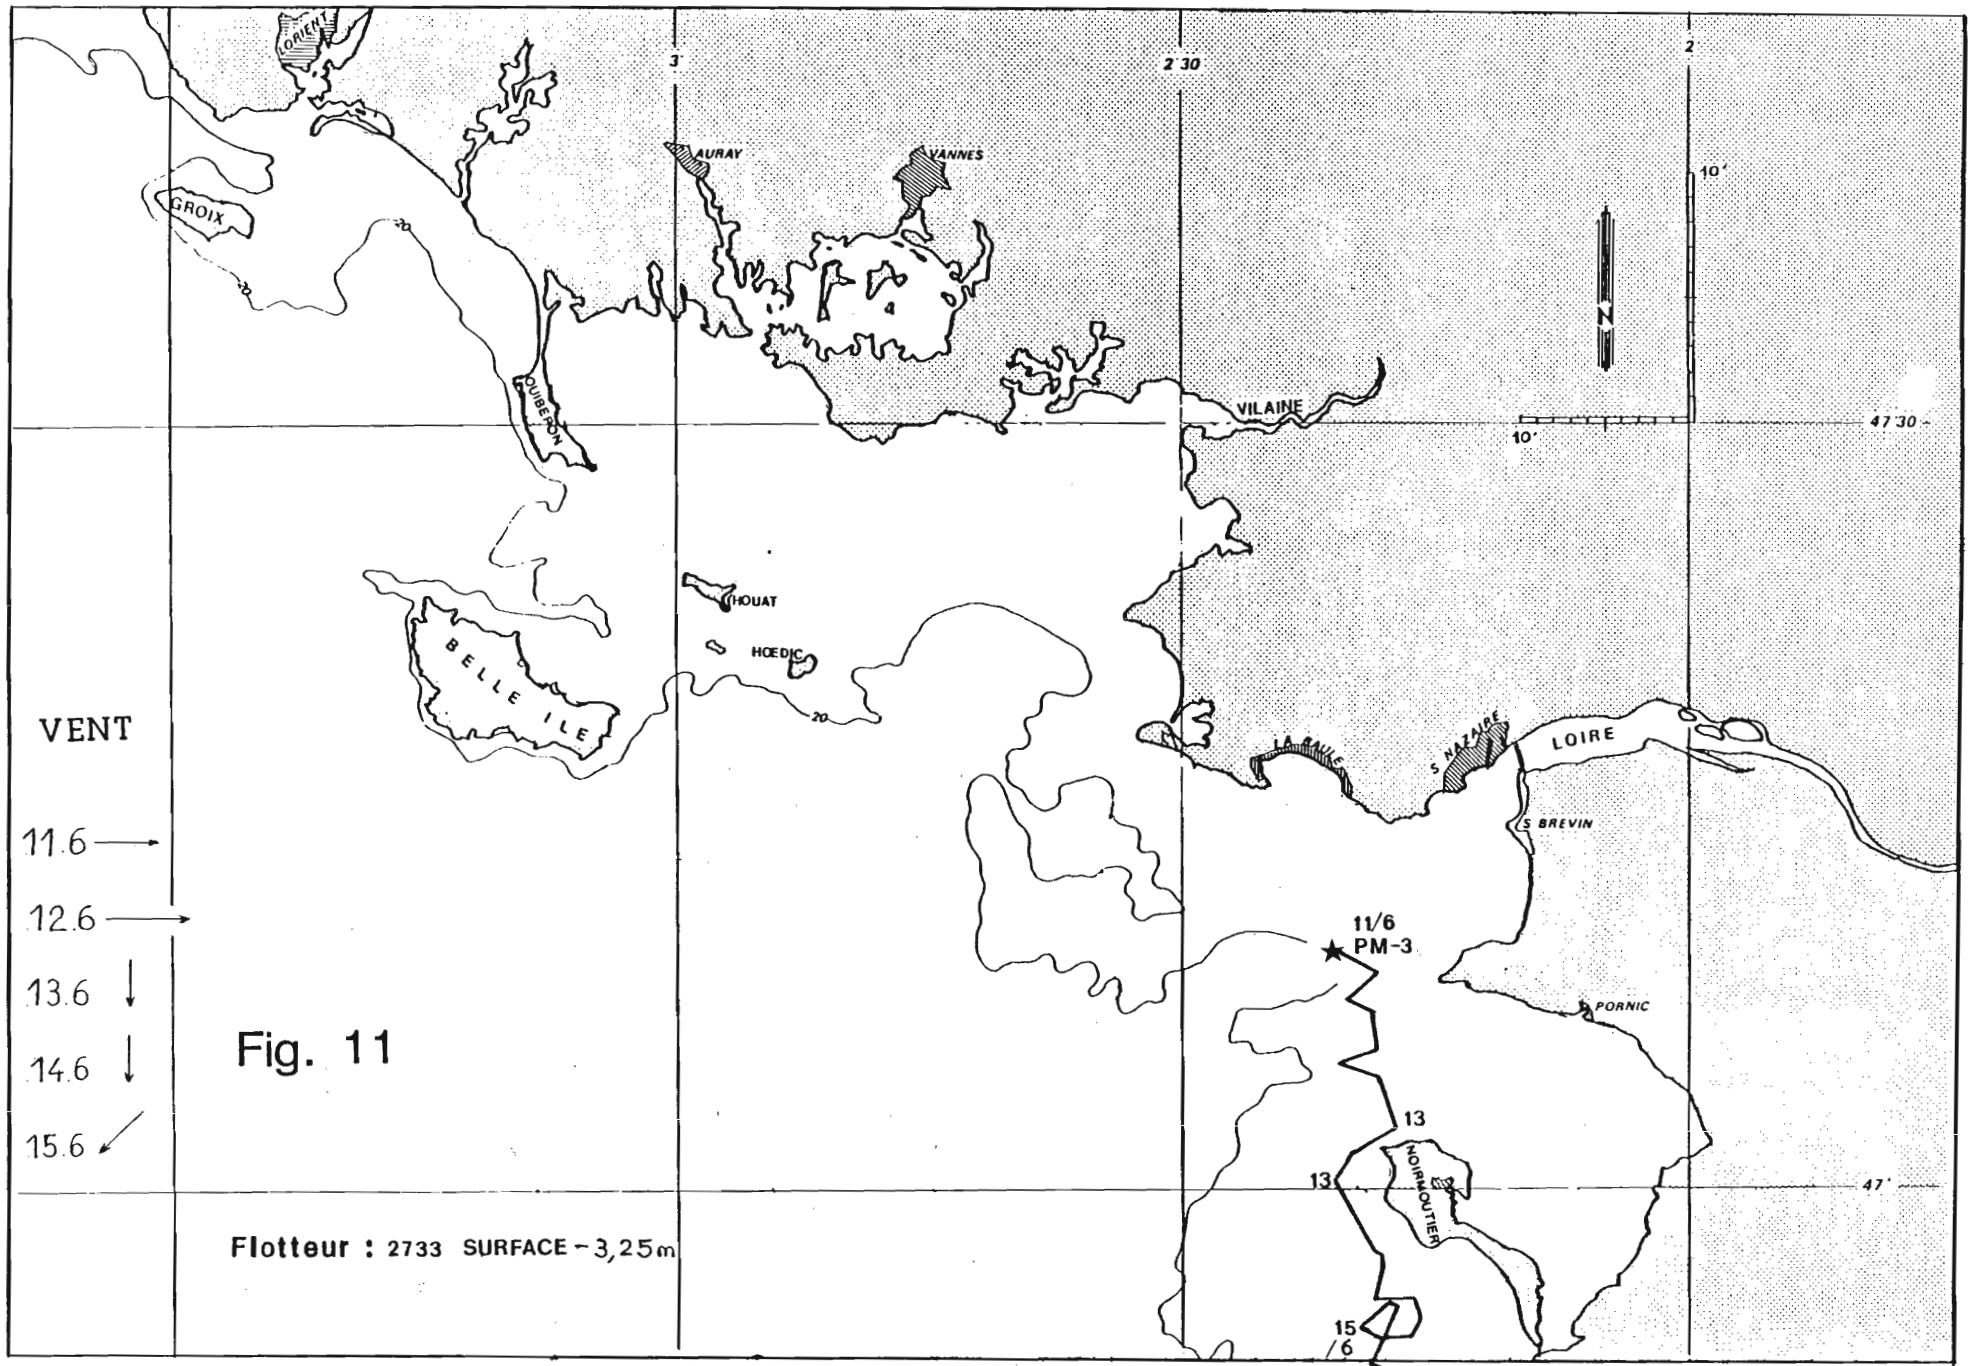 LORIENT
3°
2°30
2
AURAY
VANNES
10'
GROIX
20
20
N
QUIBERON
VILAINE
10'
47°30
HOUAT
HŒDIC
BELLE ILE
20
VENT
LA BAULE
S NAZAIRE
LOIRE
S BREVIN
11.6
12.6
11/6
PM-3
13.6
PORNIC
Fig. 11
14.6
13
15.6
NOIRMOUTIER
13
47°
Flotteur : 2733 SURFACE - 3,25m
15
/6